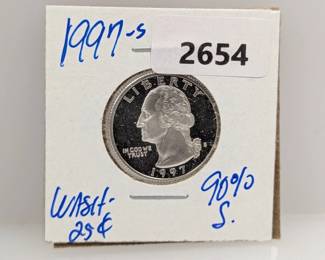 1997-S
2654
LIBERTY
IN GOD WE
TRUST
S
1997
WASH-
25¢
90%
S.